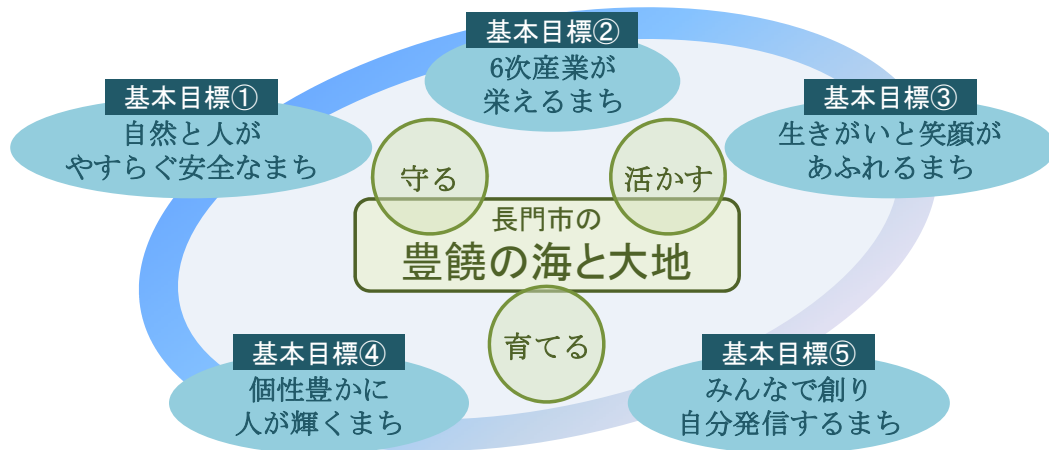 基本目標①
自然と人が
やすらぐ安全なまち
基本目標②
6次産業が
栄えるまち
基本目標③
生きがいと笑顔が
あふれるまち
守る
活かす
長門市の
豊饒の海と大地
育てる
基本目標④
個性豊かに
人が輝くまち
基本目標⑤
みんなで創り
自分発信するまち